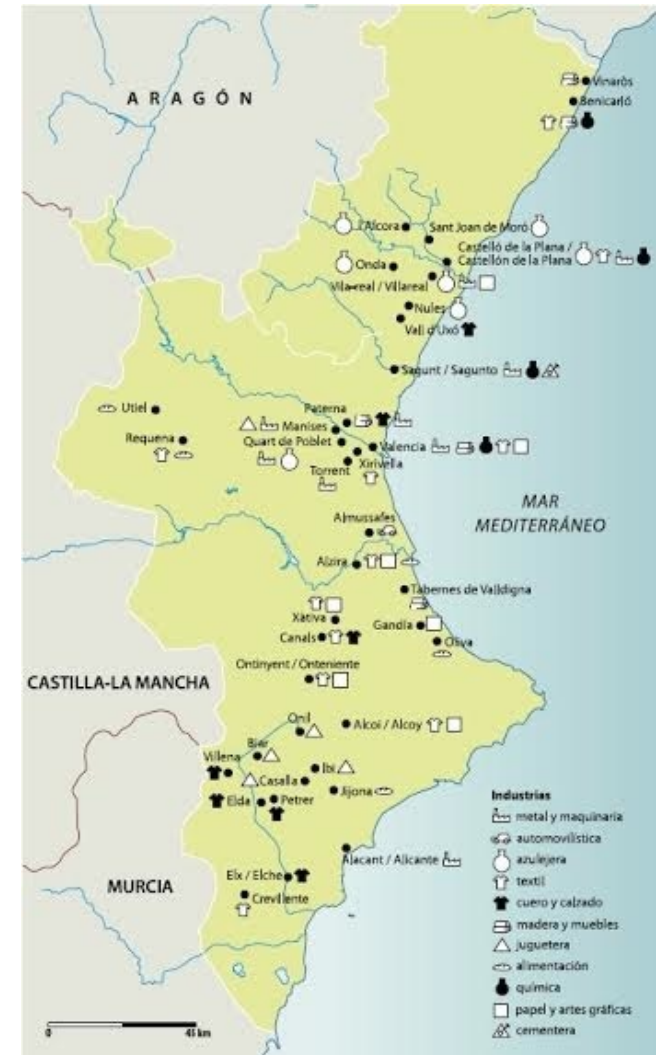 ARAGÓN
Vinaròs
Benicarló
l'Alcora
Sant Joan de Moró
Castelló de la Plana /
Castellón de la Plana
Onda
Vila-real / Villareal
Nules
Vall d'Uxó
Sagunt / Sagunto
Utiel
Paterna
Manises
Requena
Quart de Poblet
Valencia
Xirivella
Torrent
MAR
MEDITERRÁNEO
Almussafes
Alzira
Tabernes de Valldigna
Xàtiva
Gandía
Canals
Oliva
Ontinyent / Onteniente
CASTILLA-LA MANCHA
Onil
Alcoi / Alcoy
Biar
Villena
Ibi
Casalla
Jijona
Elda
Petrer
Alacant / Alicante
MURCIA
Elx / Elche
Crevillente
Industrias
metal y maquinaria
automovilística
azulejera
textil
cuero y calzado
madera y muebles
juguetera
alimentación
química
papel y artes gráficas
cementera
0 45 km